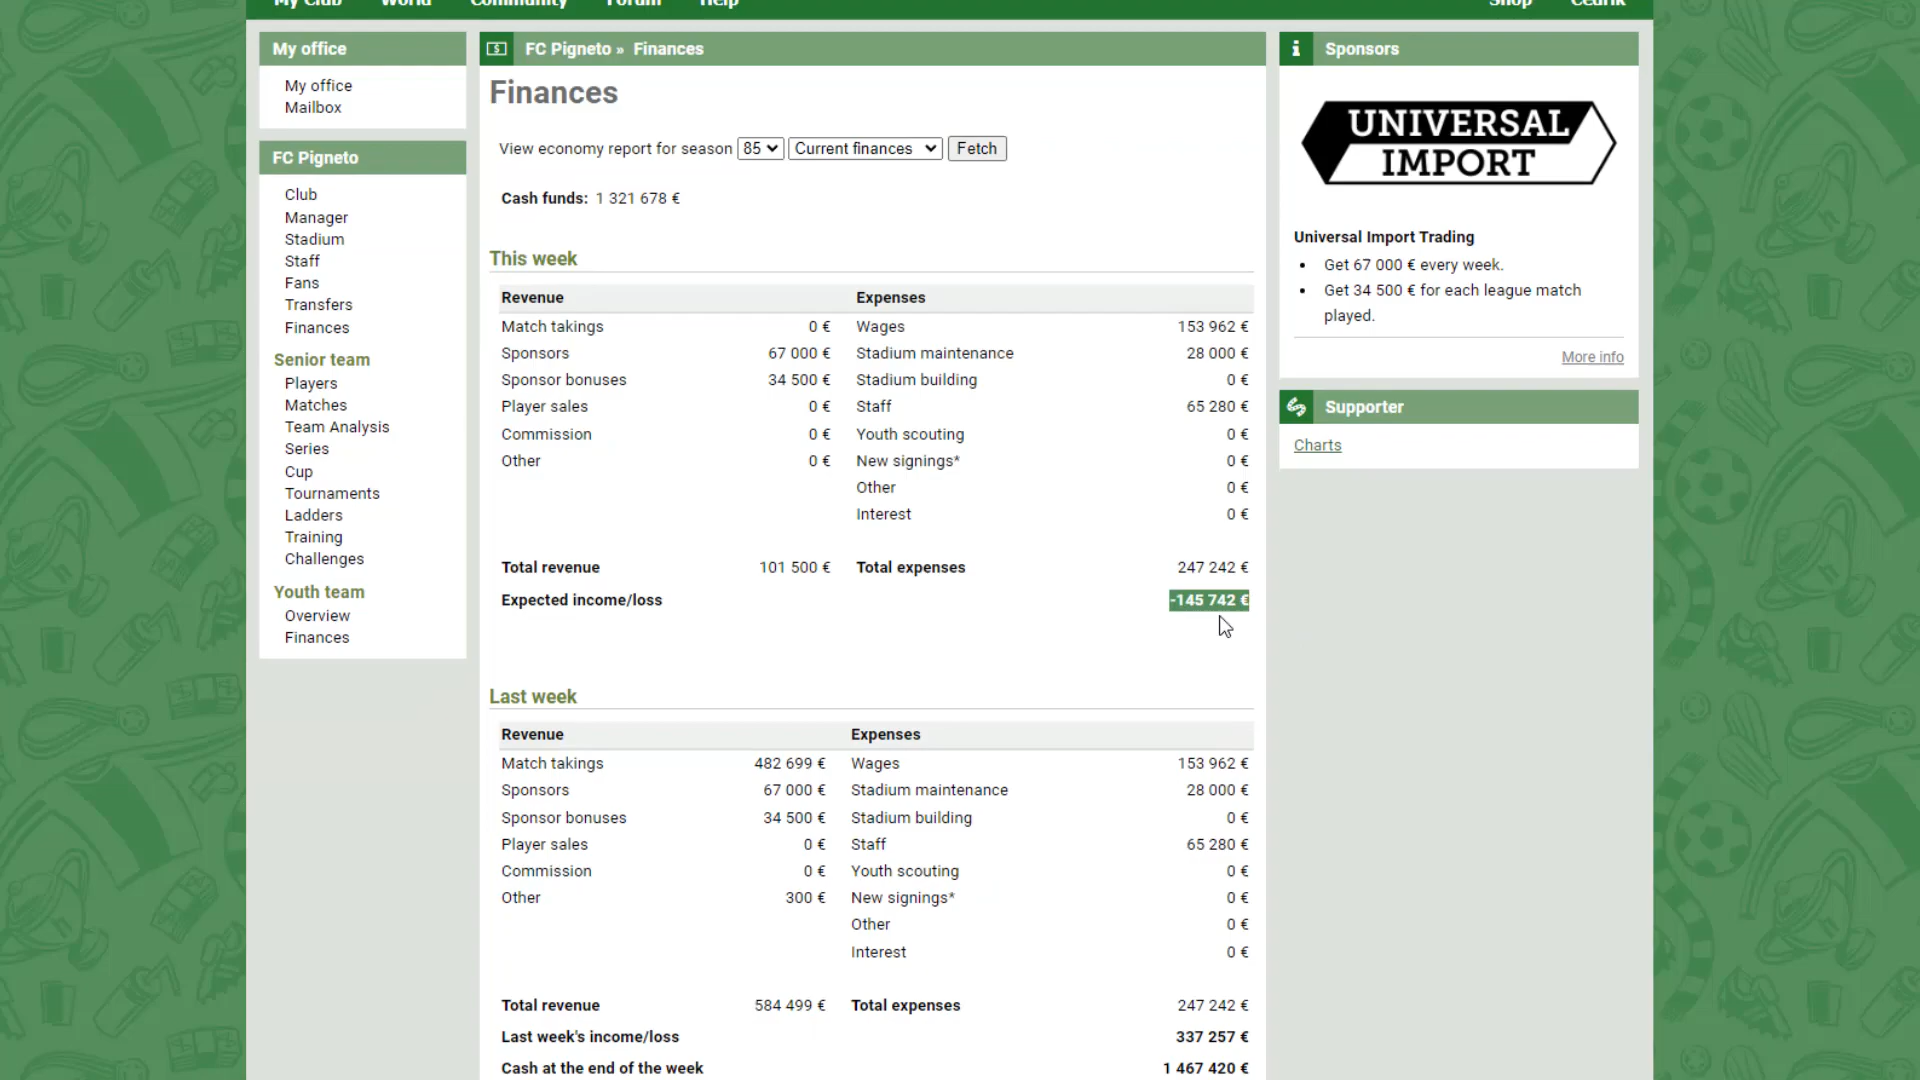 My Club World Community Forum Help Shop Cedrik
My office
My office
Mailbox
FC Pigneto
Club
Manager
Stadium
Staff
Fans
Transfers
Finances
Senior team
Players
Matches
Team Analysis
Series
Cup
Tournaments
Ladders
Training
Challenges
Youth team
Overview
Finances
FC Pigneto » Finances
Finances
View economy report for season 85 Current finances Fetch
Cash funds: 1 321 678 €
This week
Revenue Expenses
Match takings 0 € Wages 153 962 €
Sponsors 67 000 € Stadium maintenance 28 000 €
Sponsor bonuses 34 500 € Stadium building 0 €
Player sales 0 € Staff 65 280 €
Commission 0 € Youth scouting 0 €
Other 0 € New signings* 0 €
Other 0 €
Interest 0 €
Total revenue 101 500 € Total expenses 247 242 €
Expected income/loss -145 742 €
Last week
Revenue Expenses
Match takings 482 699 € Wages 153 962 €
Sponsors 67 000 € Stadium maintenance 28 000 €
Sponsor bonuses 34 500 € Stadium building 0 €
Player sales 0 € Staff 65 280 €
Commission 0 € Youth scouting 0 €
Other 300 € New signings* 0 €
Other 0 €
Interest 0 €
Total revenue 584 499 € Total expenses 247 242 €
Last week's income/loss 337 257 €
Cash at the end of the week 1 467 420 €
Sponsors
UNIVERSAL
IMPORT
Universal Import Trading
• Get 67 000 € every week.
• Get 34 500 € for each league match
played.
More info
Supporter
Charts